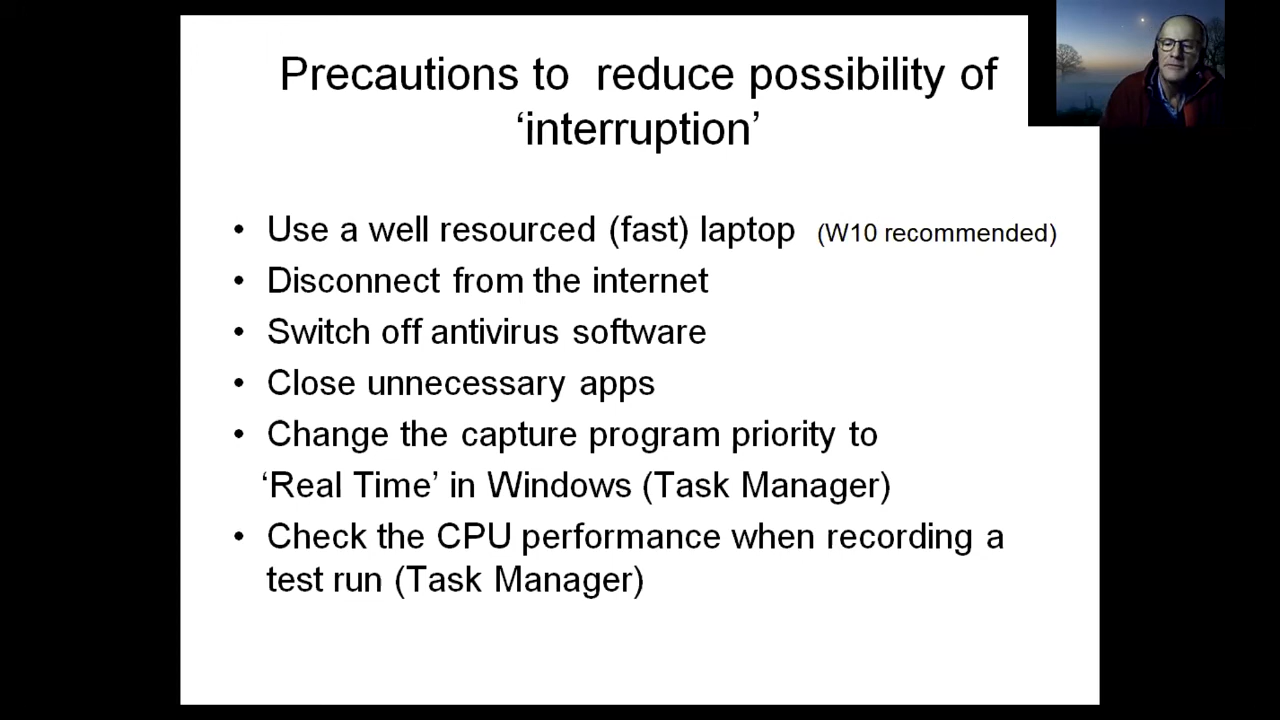 Precautions to  reduce possibility of
‘interruption’
• Use a well resourced (fast) laptop (W10 recommended)
• Disconnect from the internet
• Switch off antivirus software
• Close unnecessary apps
• Change the capture program priority to
‘Real Time’ in Windows (Task Manager)
• Check the CPU performance when recording a
test run (Task Manager)